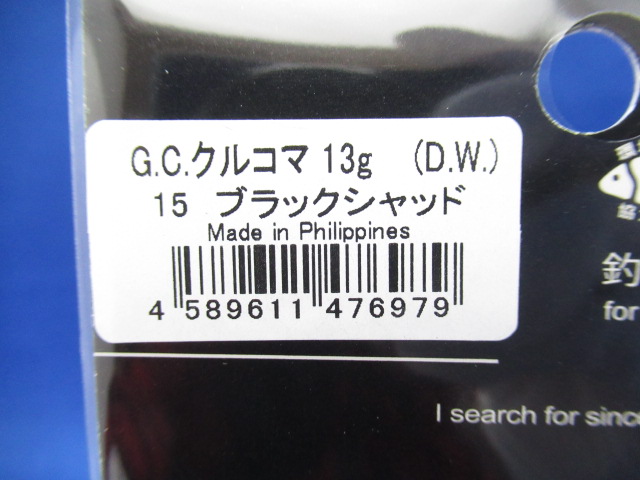 G.C.クルコマ 13g (D.W.)
15 ブラックシャッド
Made in Philippines
4 589611 476979
釣
for
I search for since